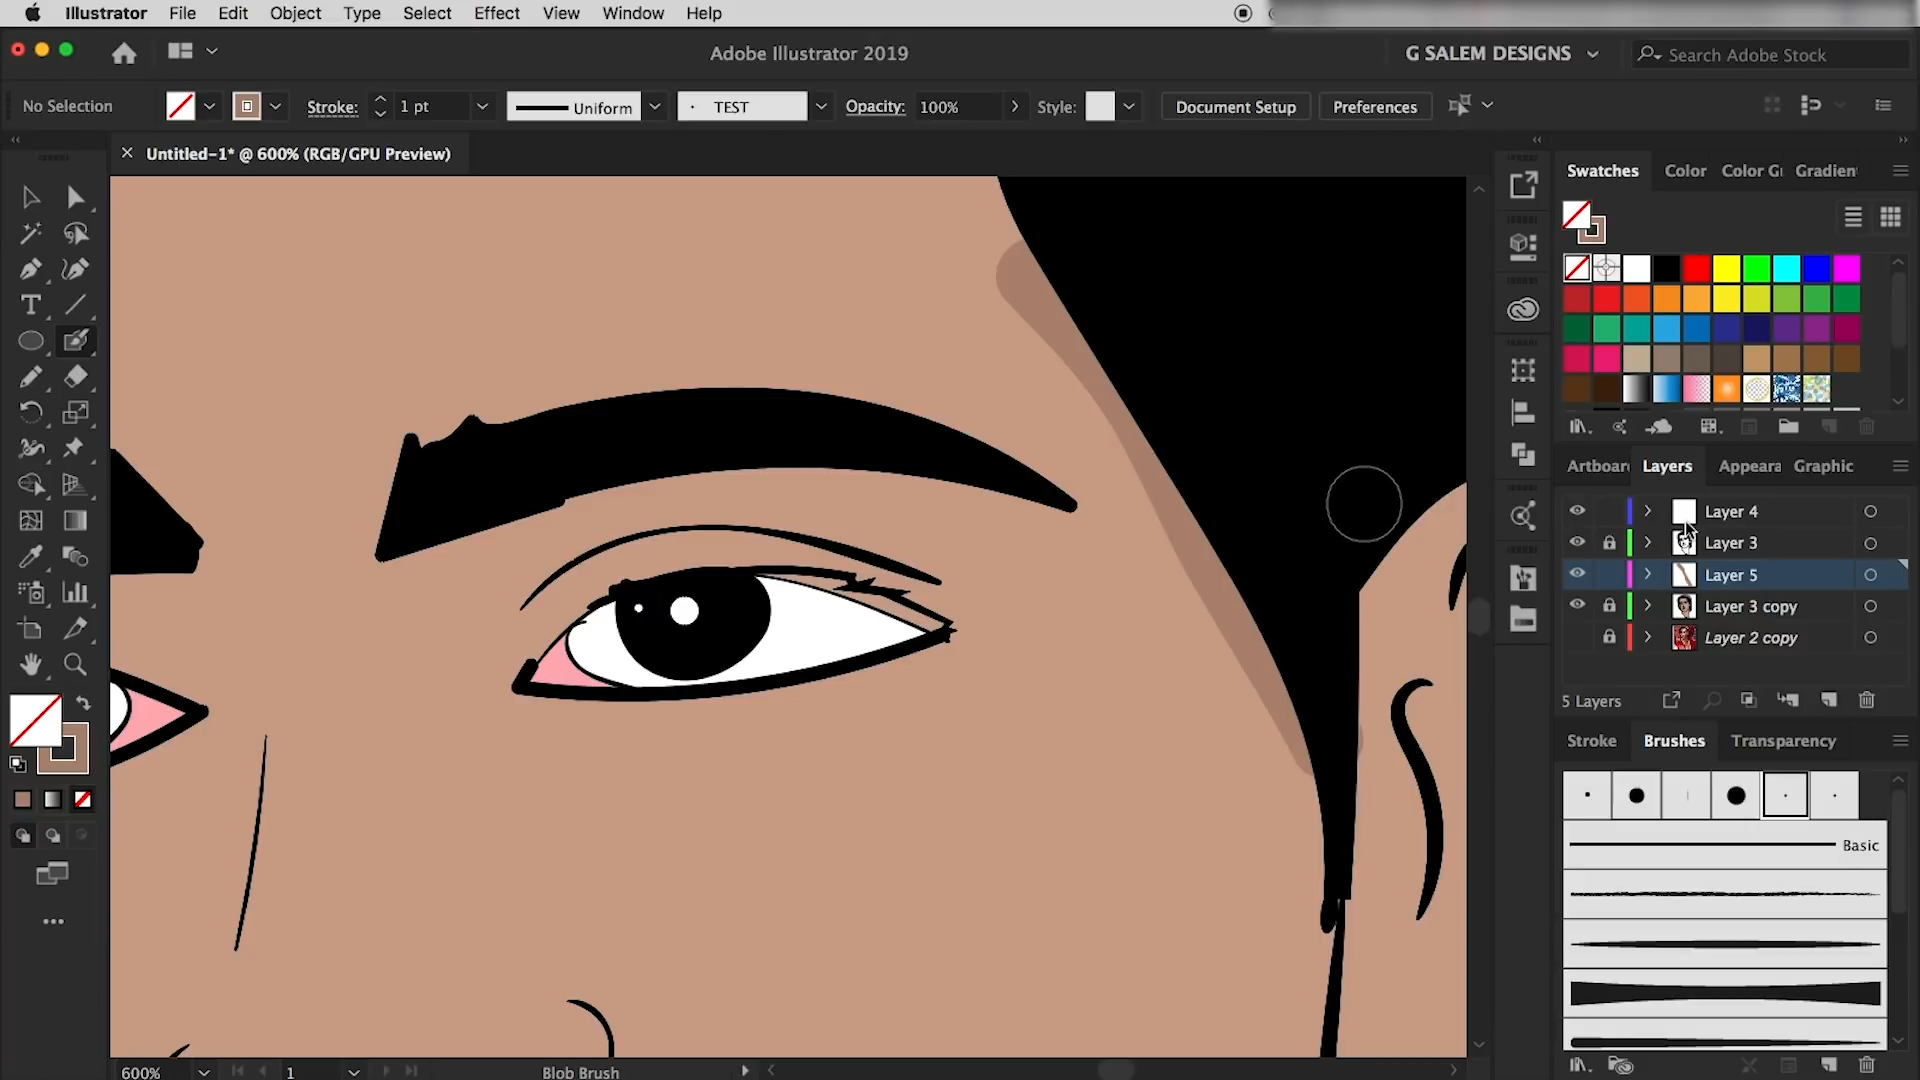 Illustrator File Edit Object Type Select Effect View Window Help
Adobe Illustrator 2019
G SALEM DESIGNS
Search Adobe Stock
No Selection
Stroke: 1 pt
Uniform
TEST
Opacity: 100%
Style:
Document Setup
Preferences
× Untitled-1* @ 600% (RGB/GPU Preview)
Swatches Color Color Gr Gradien
Artboar Layers Appeara Graphic
Layer 4
Layer 3
Layer 5
Layer 3 copy
Layer 2 copy
5 Layers
Stroke Brushes Transparency
Basic
600%
1
Blob Brush